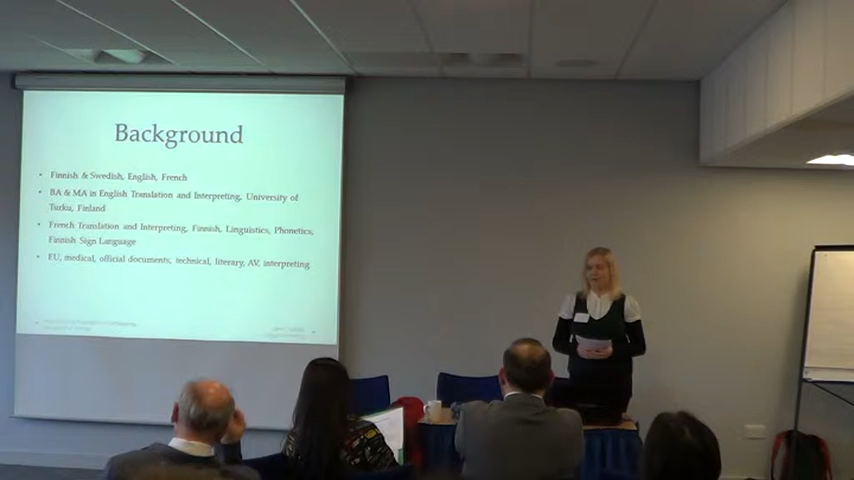 Background
• Finnish & Swedish, English, French
• BA & MA in English Translation and Interpreting, University of
Turku, Finland
• French Translation and Interpreting, Finnish, Linguistics, Phonetics,
Finnish Sign Language
• EU, medical, official documents, technical, literary, AV, interpreting